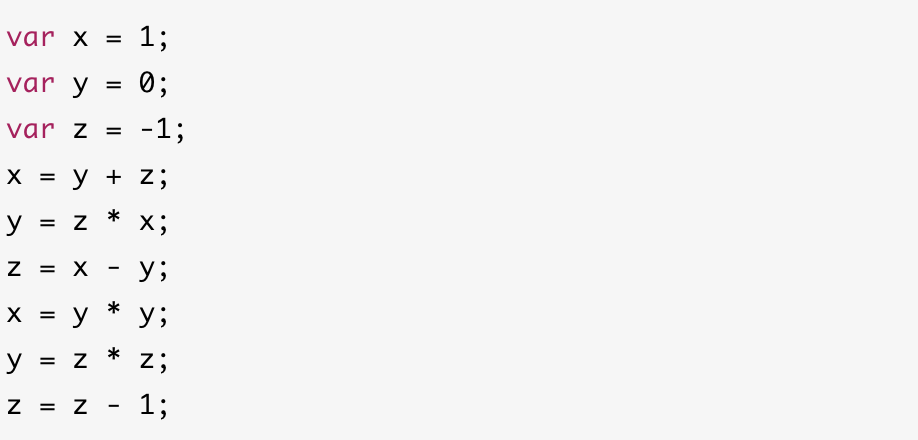 var x = 1;
var y = 0;
var z = -1;
x = y + z;
y = z * x;
z = x - y;
x = y * y;
y = z * z;
z = z - 1;